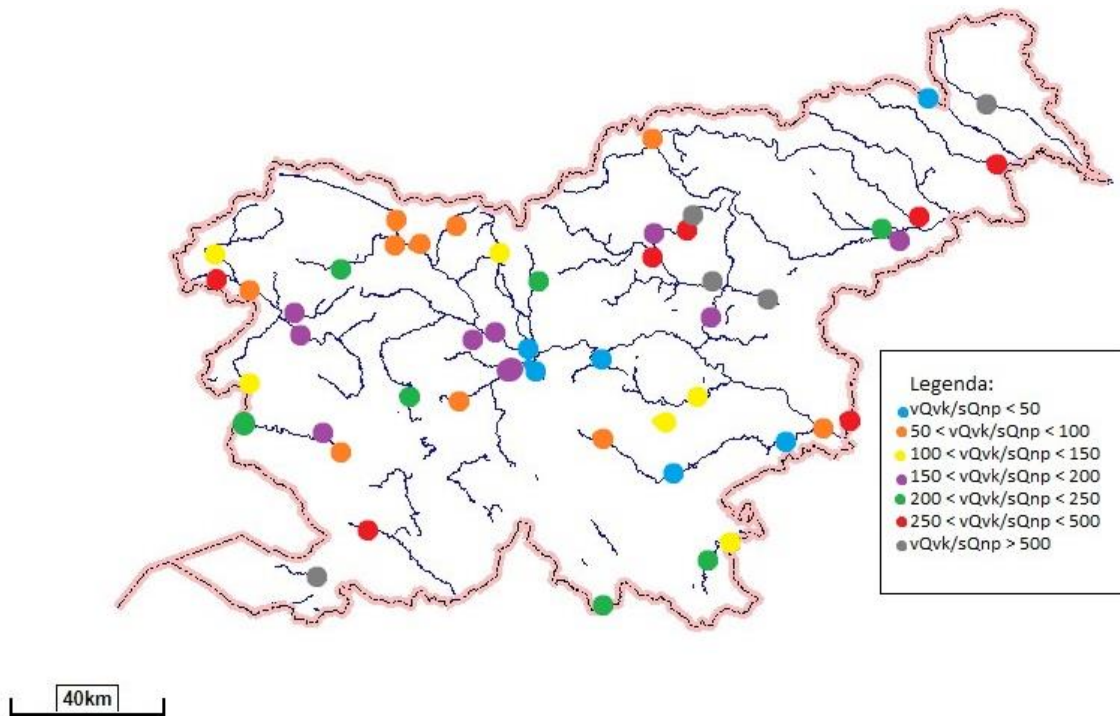 Legenda:
vQvk/sQnp < 50
50 < vQvk/sQnp < 100
100 < vQvk/sQnp < 150
150 < vQvk/sQnp < 200
200 < vQvk/sQnp < 250
250 < vQvk/sQnp < 500
vQvk/sQnp > 500
40km